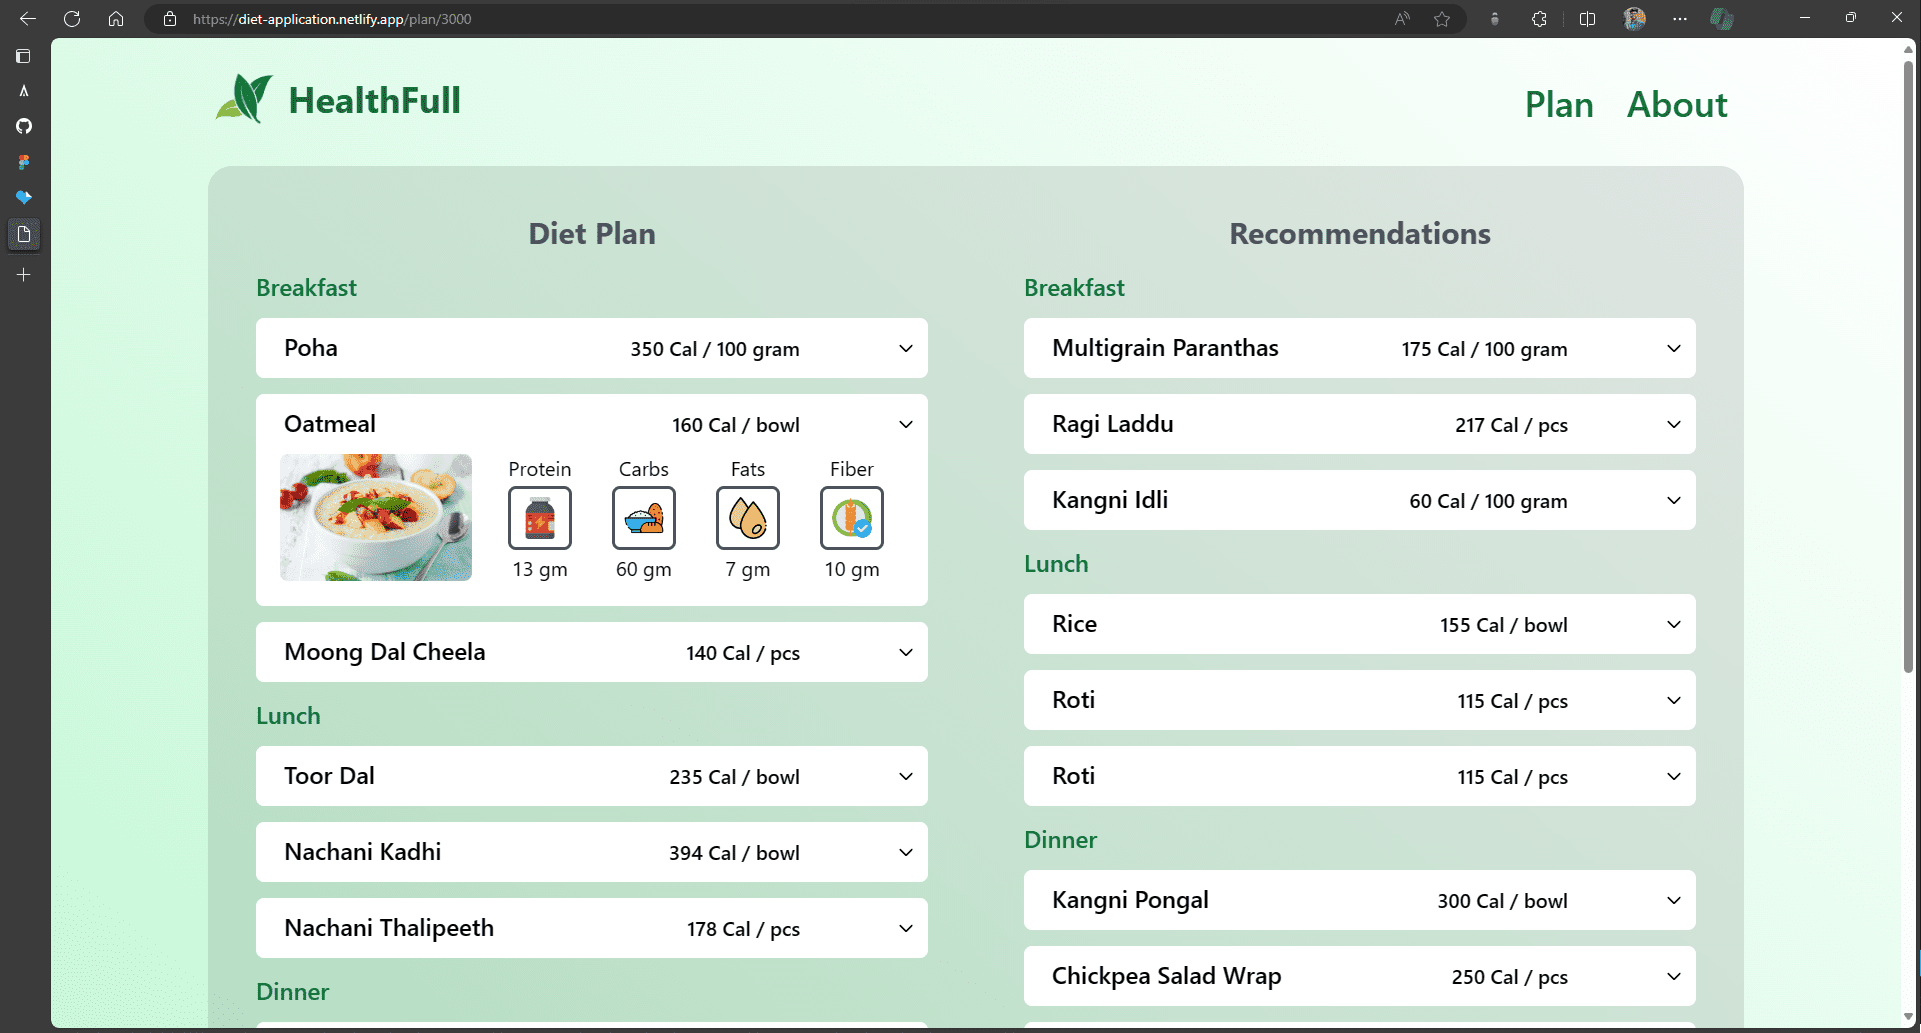 https://diet-application.netlify.app/plan/3000
HealthFull
Plan
About
Diet Plan
Breakfast
Poha 350 Cal / 100 gram
Oatmeal 160 Cal / bowl
Protein Carbs Fats Fiber
13 gm 60 gm 7 gm 10 gm
Moong Dal Cheela 140 Cal / pcs
Lunch
Toor Dal 235 Cal / bowl
Nachani Kadhi 394 Cal / bowl
Nachani Thalipeeth 178 Cal / pcs
Dinner
Recommendations
Breakfast
Multigrain Paranthas 175 Cal / 100 gram
Ragi Laddu 217 Cal / pcs
Kangni Idli 60 Cal / 100 gram
Lunch
Rice 155 Cal / bowl
Roti 115 Cal / pcs
Roti 115 Cal / pcs
Dinner
Kangni Pongal 300 Cal / bowl
Chickpea Salad Wrap 250 Cal / pcs